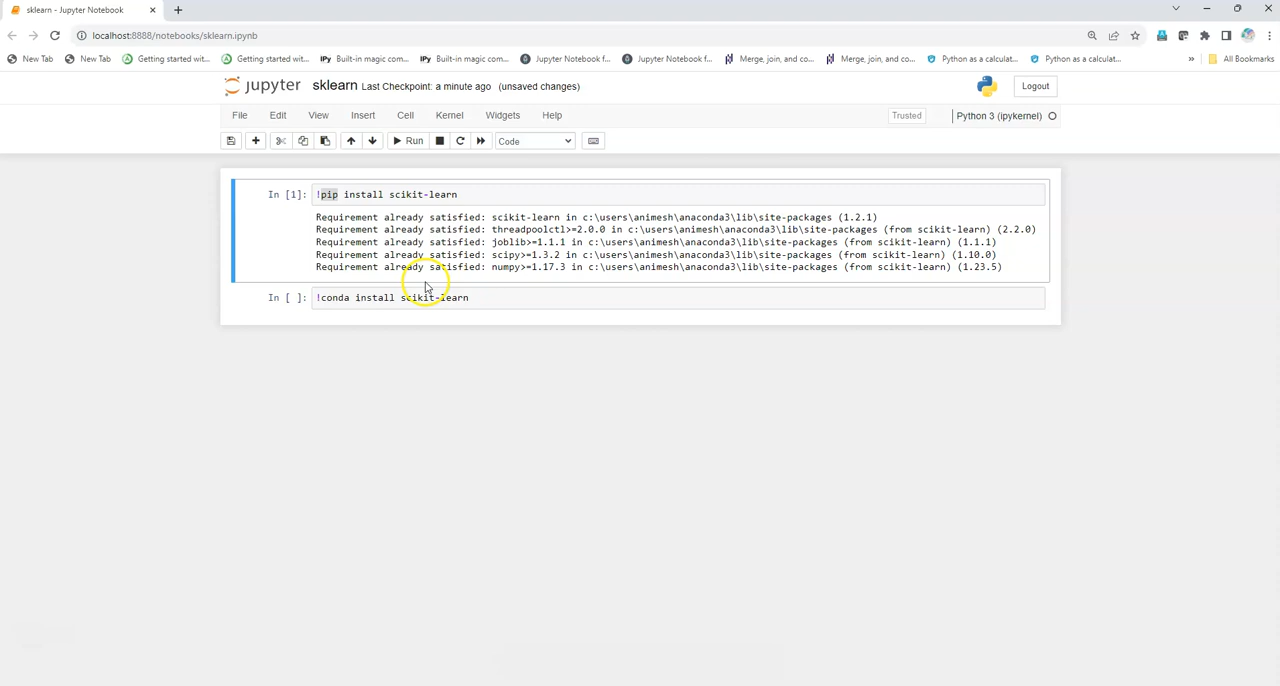 sklearn - Jupyter Notebook
localhost:8888/notebooks/sklearn.ipynb
New Tab New Tab Getting started wit... Getting started wit... IPy Built-in magic com... IPy Built-in magic com... Jupyter Notebook f... Jupyter Notebook f... Merge, join, and co... Merge, join, and co... Python as a calculat... Python as a calculat... » All Bookmarks
jupyter sklearn Last Checkpoint: a minute ago (unsaved changes) Logout
File Edit View Insert Cell Kernel Widgets Help Trusted Python 3 (ipykernel)
Run Code
In [1]: !pip install scikit-learn
Requirement already satisfied: scikit-learn in c:\users\animesh\anaconda3\lib\site-packages (1.2.1)
Requirement already satisfied: threadpoolctl>=2.0.0 in c:\users\animesh\anaconda3\lib\site-packages (from scikit-learn) (2.2.0)
Requirement already satisfied: joblib>=1.1.1 in c:\users\animesh\anaconda3\lib\site-packages (from scikit-learn) (1.1.1)
Requirement already satisfied: scipy>=1.3.2 in c:\users\animesh\anaconda3\lib\site-packages (from scikit-learn) (1.10.0)
Requirement already satisfied: numpy>=1.17.3 in c:\users\animesh\anaconda3\lib\site-packages (from scikit-learn) (1.23.5)
In [ ]: !conda install scikit-learn